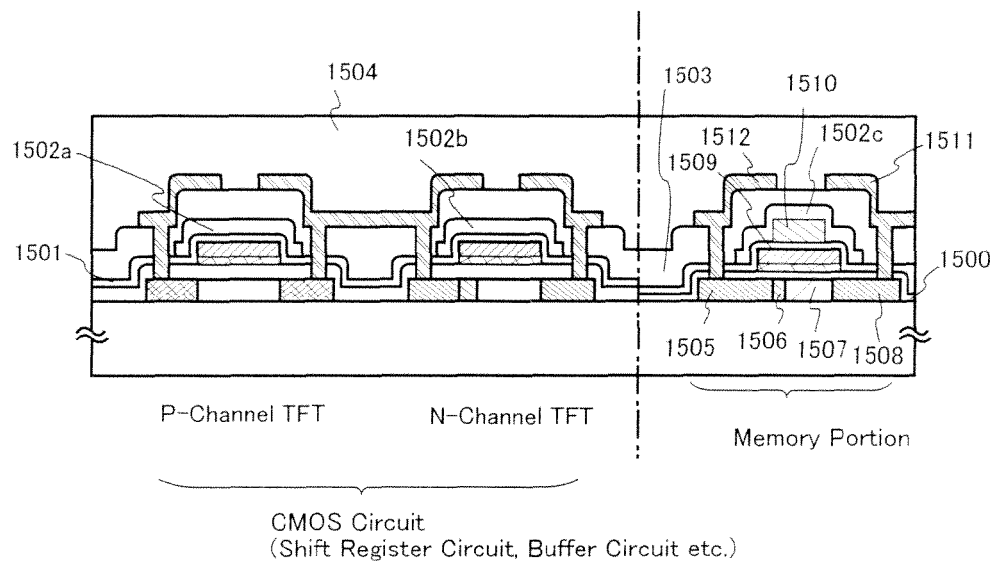 1504
1503
1510
1502a
1502b
1512
1502c
1509
1511
1501
1500
1505
1506
1507
1508
P-Channel TFT
N-Channel TFT
Memory Portion
CMOS Circuit
(Shift Register Circuit, Buffer Circuit etc.)